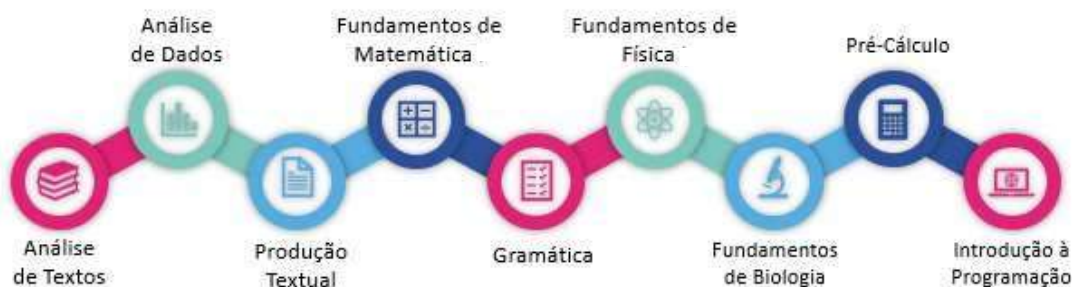 Análise
de Dados
Fundamentos de
Matemática
Fundamentos de
Física
Pré-Cálculo
Análise
de Textos
Produção
Textual
Gramática
Fundamentos
de Biologia
Introdução à
Programação